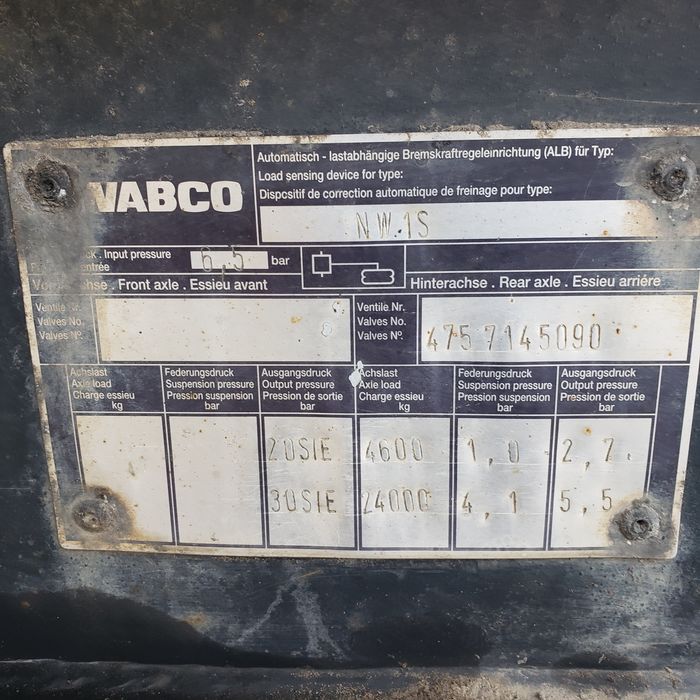 WABCO
Automatisch - lastabhängige Bremskraftregeleinrichtung (ALB) für Typ:
Load sensing device for type:
Dispositif de correction automatique de freinage pour type:
NW1S
Input pressure 6,5 bar
Front axle . Essieu avant
Hinterachse . Rear axle . Essieu arrière
Ventile Nr.
Valves No.
Valves Nº.
Ventile Nr.
Valves No.
Valves Nº.
475 7145090
Achslast
Axle load
Charge essieu
kg
Federungsdruck
Suspension pressure
Pression suspension
bar
Ausgangsdruck
Output pressure
Pression de sortie
bar
Achslast
Axle load
Charge essieu
kg
Federungsdruck
Suspension pressure
Pression suspension
bar
Ausgangsdruck
Output pressure
Pression de sortie
bar
20SIE 4600 1,0 2,7
30SIE 24000 4,1 5,5